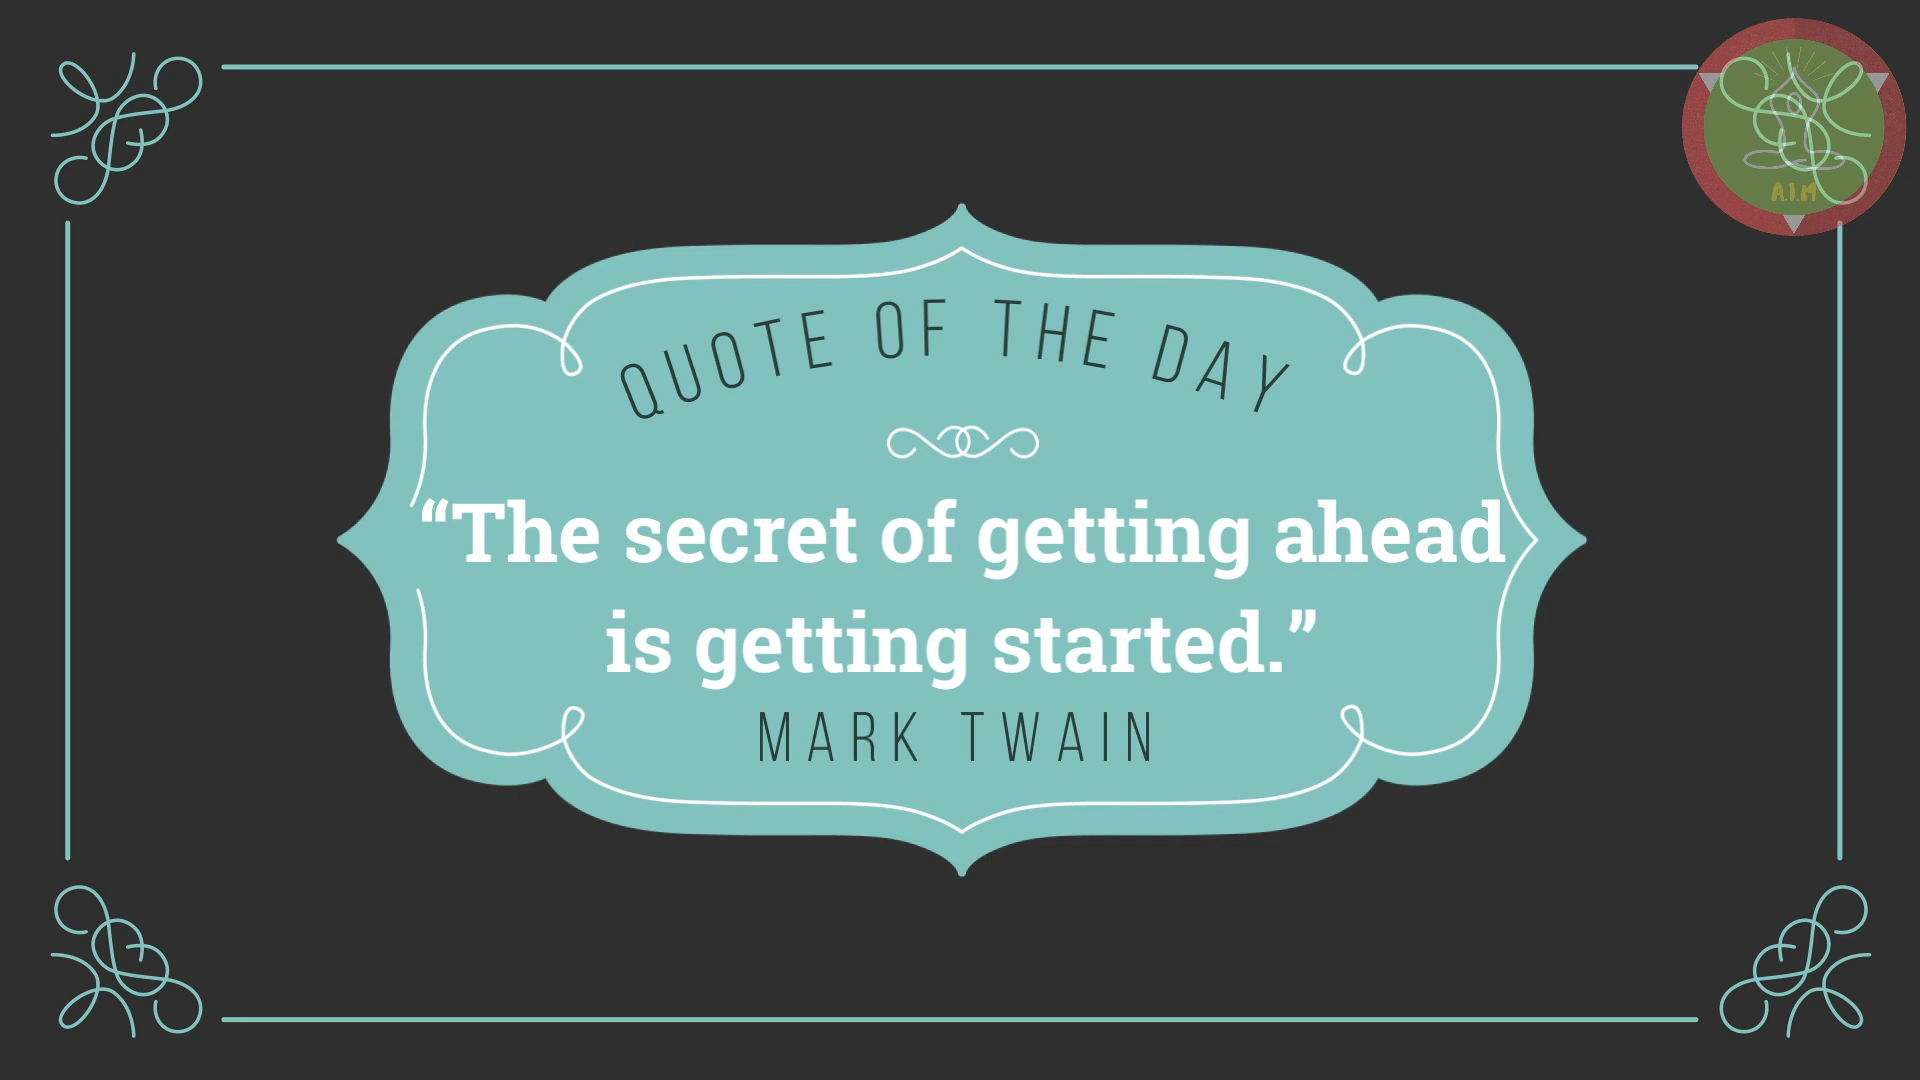 A.I.M
QUOTE OF THE DAY
“The secret of getting ahead
is getting started.”
MARK TWAIN